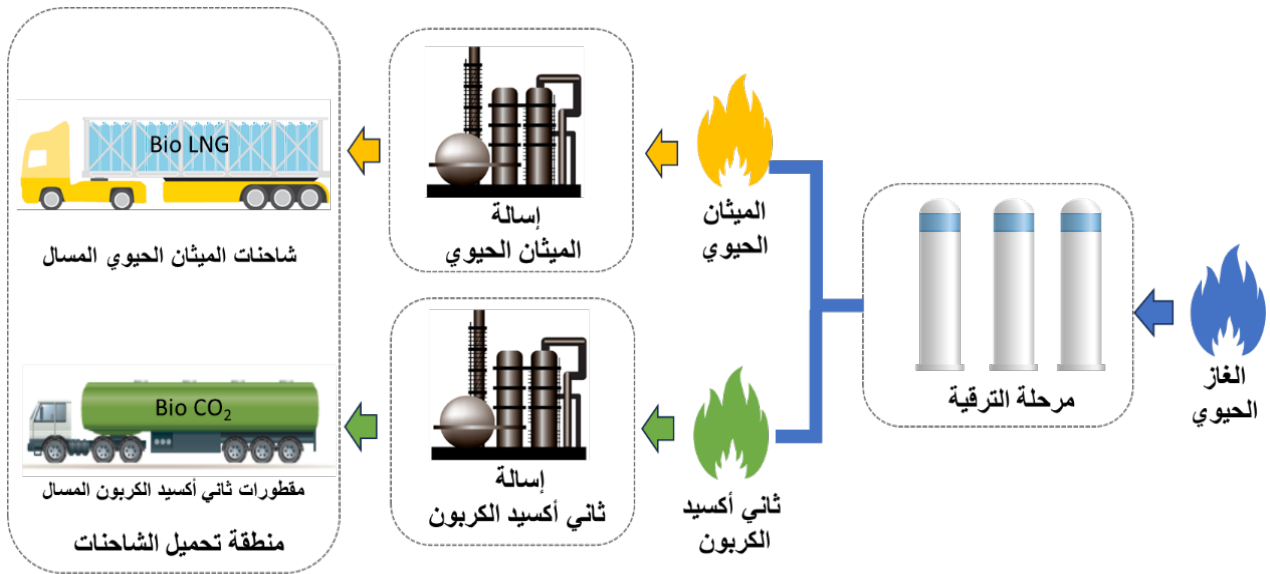 الغاز
الحيوي
مرحلة الترقية
الميثان
الحيوي
إسالة
الميثان الحيوي
Bio LNG
شاحنات الميثان الحيوي المسال
ثاني أكسيد
الكربون
إسالة
ثاني أكسيد الكربون
Bio CO₂
مقطورات ثاني أكسيد الكربون المسال
منطقة تحميل الشاحنات